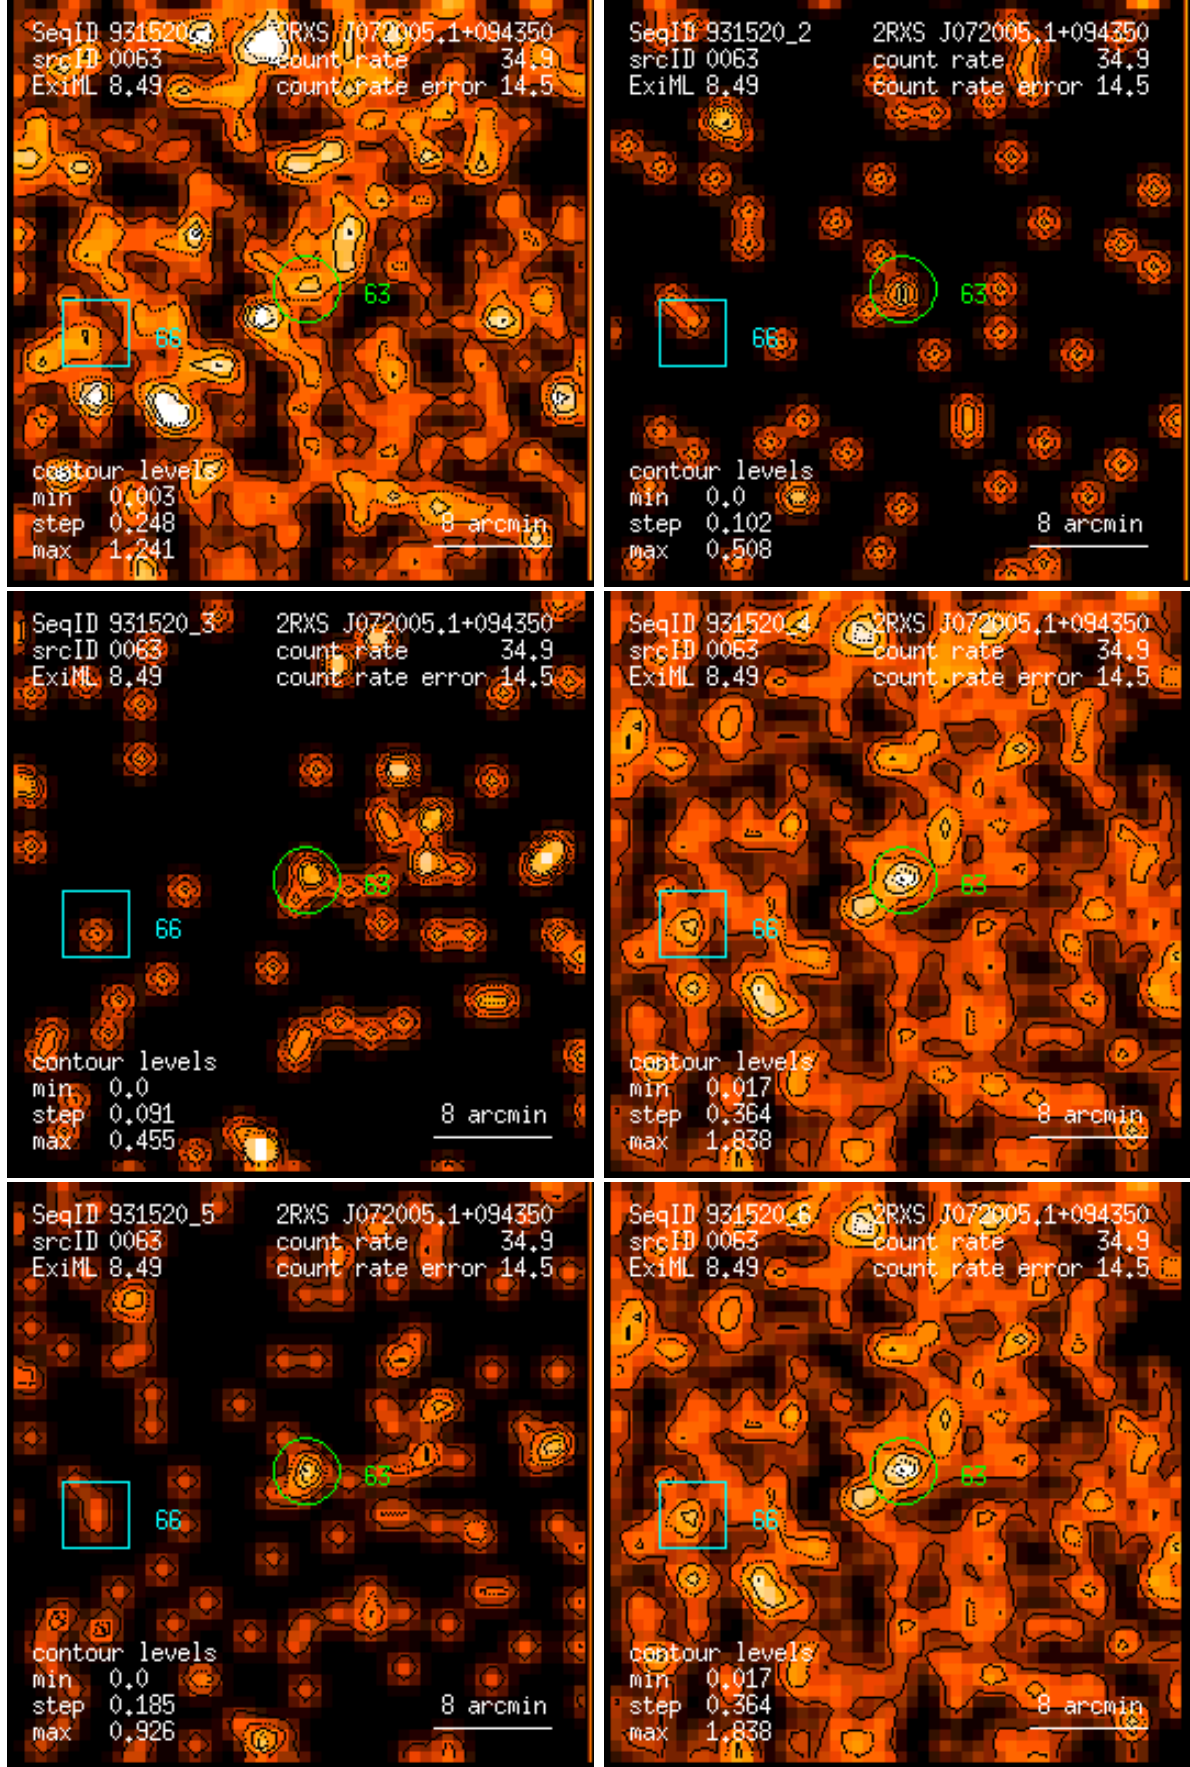 SeqID 931520_1 2RXS J072005.1+094350
srcID 0063 count rate 34.9
ExiML 8.49 count rate error 14.5
63
66
contour levels
min 0.003
step 0.248
max 1.241
8 arcmin
SeqID 931520_2 2RXS J072005.1+094350
srcID 0063 count rate 34.9
ExiML 8.49 count rate error 14.5
63
66
contour levels
min 0.0
step 0.102
max 0.508
8 arcmin
SeqID 931520_3 2RXS J072005.1+094350
srcID 0063 count rate 34.9
ExiML 8.49 count rate error 14.5
63
66
contour levels
min 0.0
step 0.091
max 0.455
8 arcmin
SeqID 931520_4 2RXS J072005.1+094350
srcID 0063 count rate 34.9
ExiML 8.49 count rate error 14.5
63
66
contour levels
min 0.017
step 0.364
max 1.838
8 arcmin
SeqID 931520_5 2RXS J072005.1+094350
srcID 0063 count rate 34.9
ExiML 8.49 count rate error 14.5
63
66
contour levels
min 0.0
step 0.185
max 0.926
8 arcmin
SeqID 931520_6 2RXS J072005.1+094350
srcID 0063 count rate 34.9
ExiML 8.49 count rate error 14.5
63
66
contour levels
min 0.017
step 0.364
max 1.838
8 arcmin